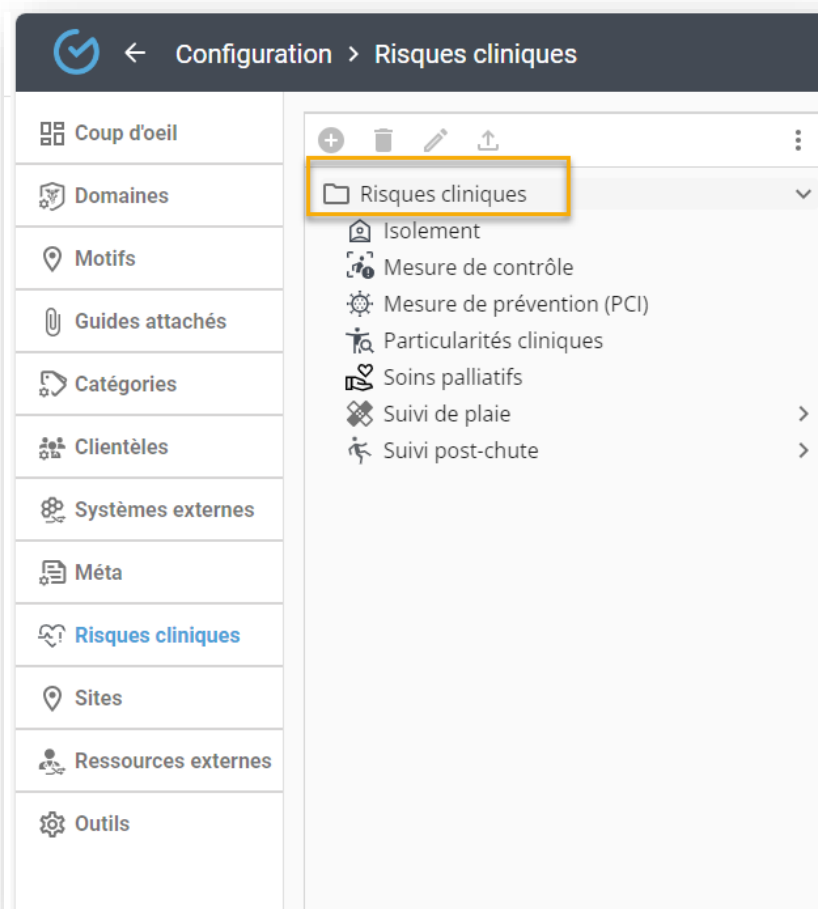 Configuration > Risques cliniques
Coup d'oeil
Domaines
Motifs
Guides attachés
Catégories
Clientèles
Systèmes externes
Méta
Risques cliniques
Sites
Ressources externes
Outils
Risques cliniques
Isolement
Mesure de contrôle
Mesure de prévention (PCI)
Particularités cliniques
Soins palliatifs
Suivi de plaie
Suivi post-chute